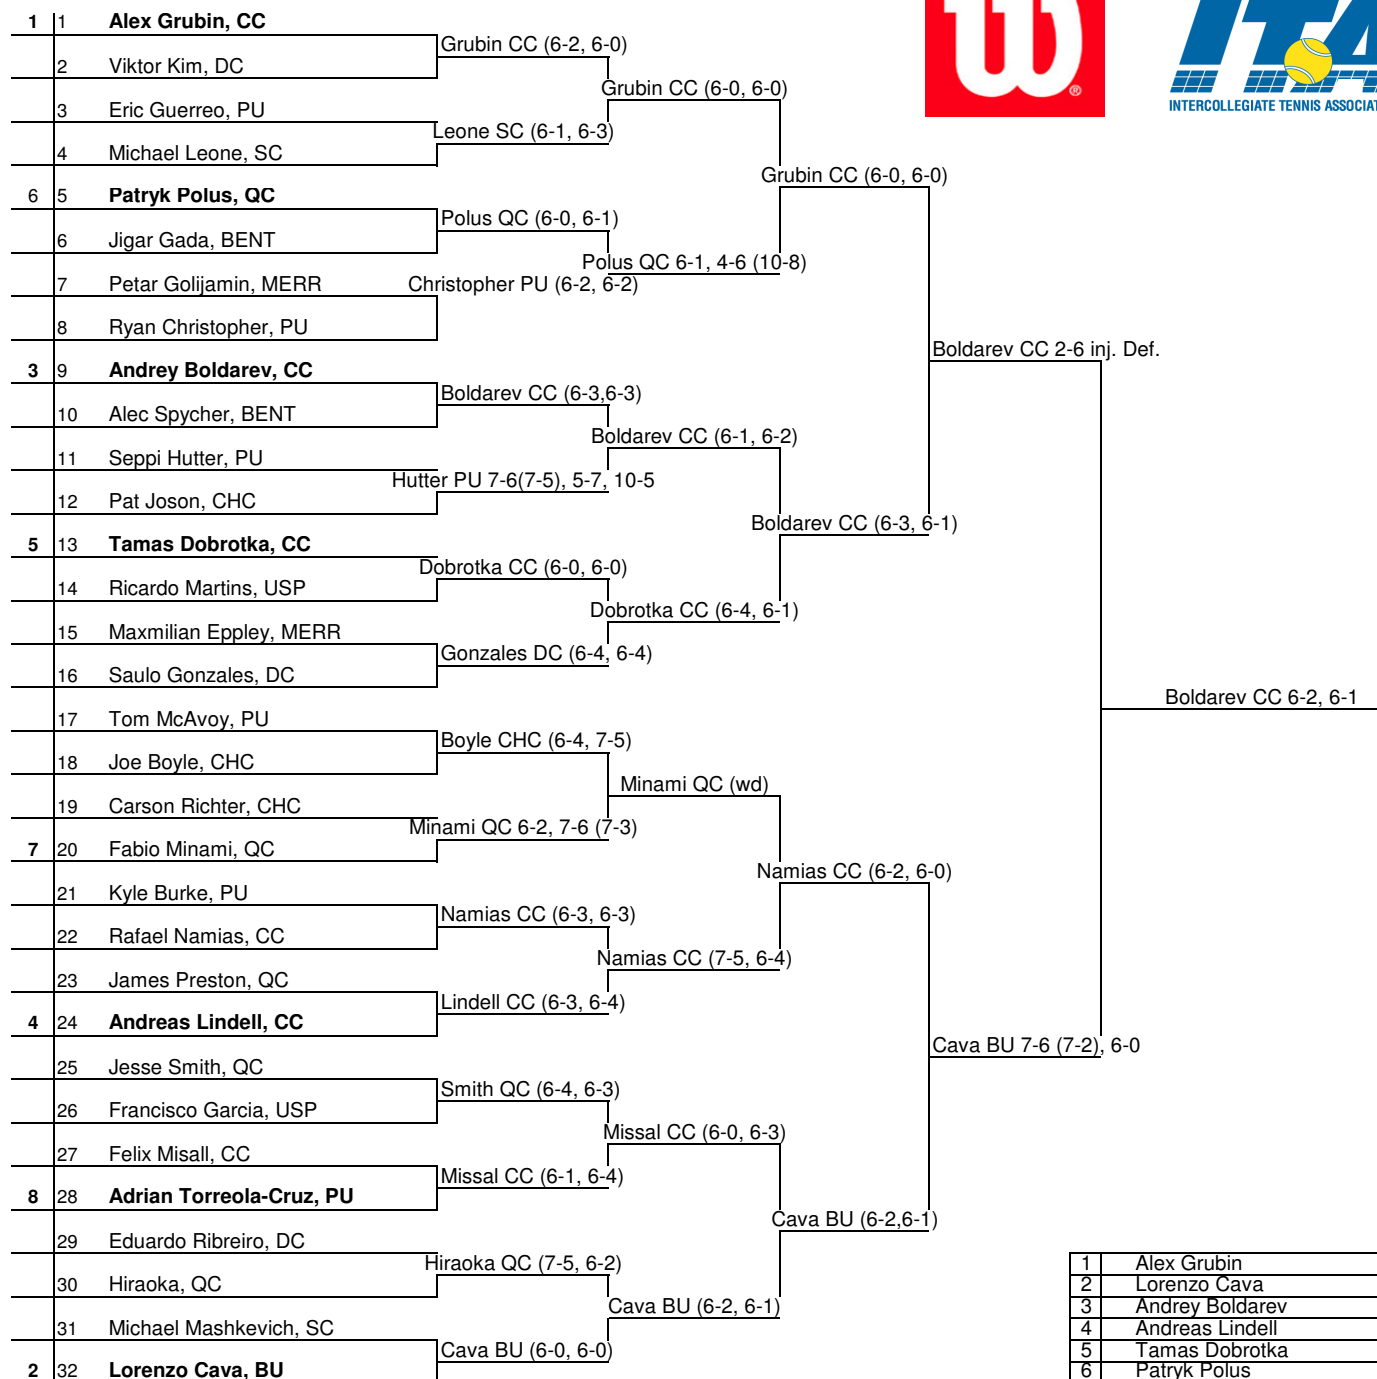 1 1 Alex Grubin, CC
Grubin CC (6-2, 6-0)
2 Viktor Kim, DC
Grubin CC (6-0, 6-0)
3 Eric Guerreo, PU
Leone SC (6-1, 6-3)
4 Michael Leone, SC
Grubin CC (6-0, 6-0)
6 5 Patryk Polus, QC
Polus QC (6-0, 6-1)
6 Jigar Gada, BENT
Polus QC 6-1, 4-6 (10-8)
7 Petar Golijamin, MERR
Christopher PU (6-2, 6-2)
8 Ryan Christopher, PU
Boldarev CC 2-6 inj. Def.
3 9 Andrey Boldarev, CC
Boldarev CC (6-3,6-3)
10 Alec Spycher, BENT
Boldarev CC (6-1, 6-2)
11 Seppi Hutter, PU
Hutter PU 7-6(7-5), 5-7, 10-5
12 Pat Joson, CHC
Boldarev CC (6-3, 6-1)
5 13 Tamas Dobrotka, CC
Dobrotka CC (6-0, 6-0)
14 Ricardo Martins, USP
Dobrotka CC (6-4, 6-1)
15 Maxmilian Eppley, MERR
Gonzales DC (6-4, 6-4)
16 Saulo Gonzales, DC
Boldarev CC 6-2, 6-1
17 Tom McAvoy, PU
Boyle CHC (6-4, 7-5)
18 Joe Boyle, CHC
Minami QC (wd)
19 Carson Richter, CHC
Minami QC 6-2, 7-6 (7-3)
7 20 Fabio Minami, QC
Namias CC (6-2, 6-0)
21 Kyle Burke, PU
Namias CC (6-3, 6-3)
22 Rafael Namias, CC
Namias CC (7-5, 6-4)
23 James Preston, QC
Lindell CC (6-3, 6-4)
4 24 Andreas Lindell, CC
Cava BU 7-6 (7-2), 6-0
25 Jesse Smith, QC
Smith QC (6-4, 6-3)
26 Francisco Garcia, USP
Missal CC (6-0, 6-3)
27 Felix Misall, CC
Missal CC (6-1, 6-4)
8 28 Adrian Torreola-Cruz, PU
Cava BU (6-2,6-1)
29 Eduardo Ribreiro, DC
Hiraoka QC (7-5, 6-2)
30 Hiraoka, QC
Cava BU (6-2, 6-1)
31 Michael Mashkevich, SC
Cava BU (6-0, 6-0)
2 32 Lorenzo Cava, BU
W ®
ITA
INTERCOLLEGIATE TENNIS ASSOCIAT
1 Alex Grubin
2 Lorenzo Cava
3 Andrey Boldarev
4 Andreas Lindell
5 Tamas Dobrotka
6 Patryk Polus